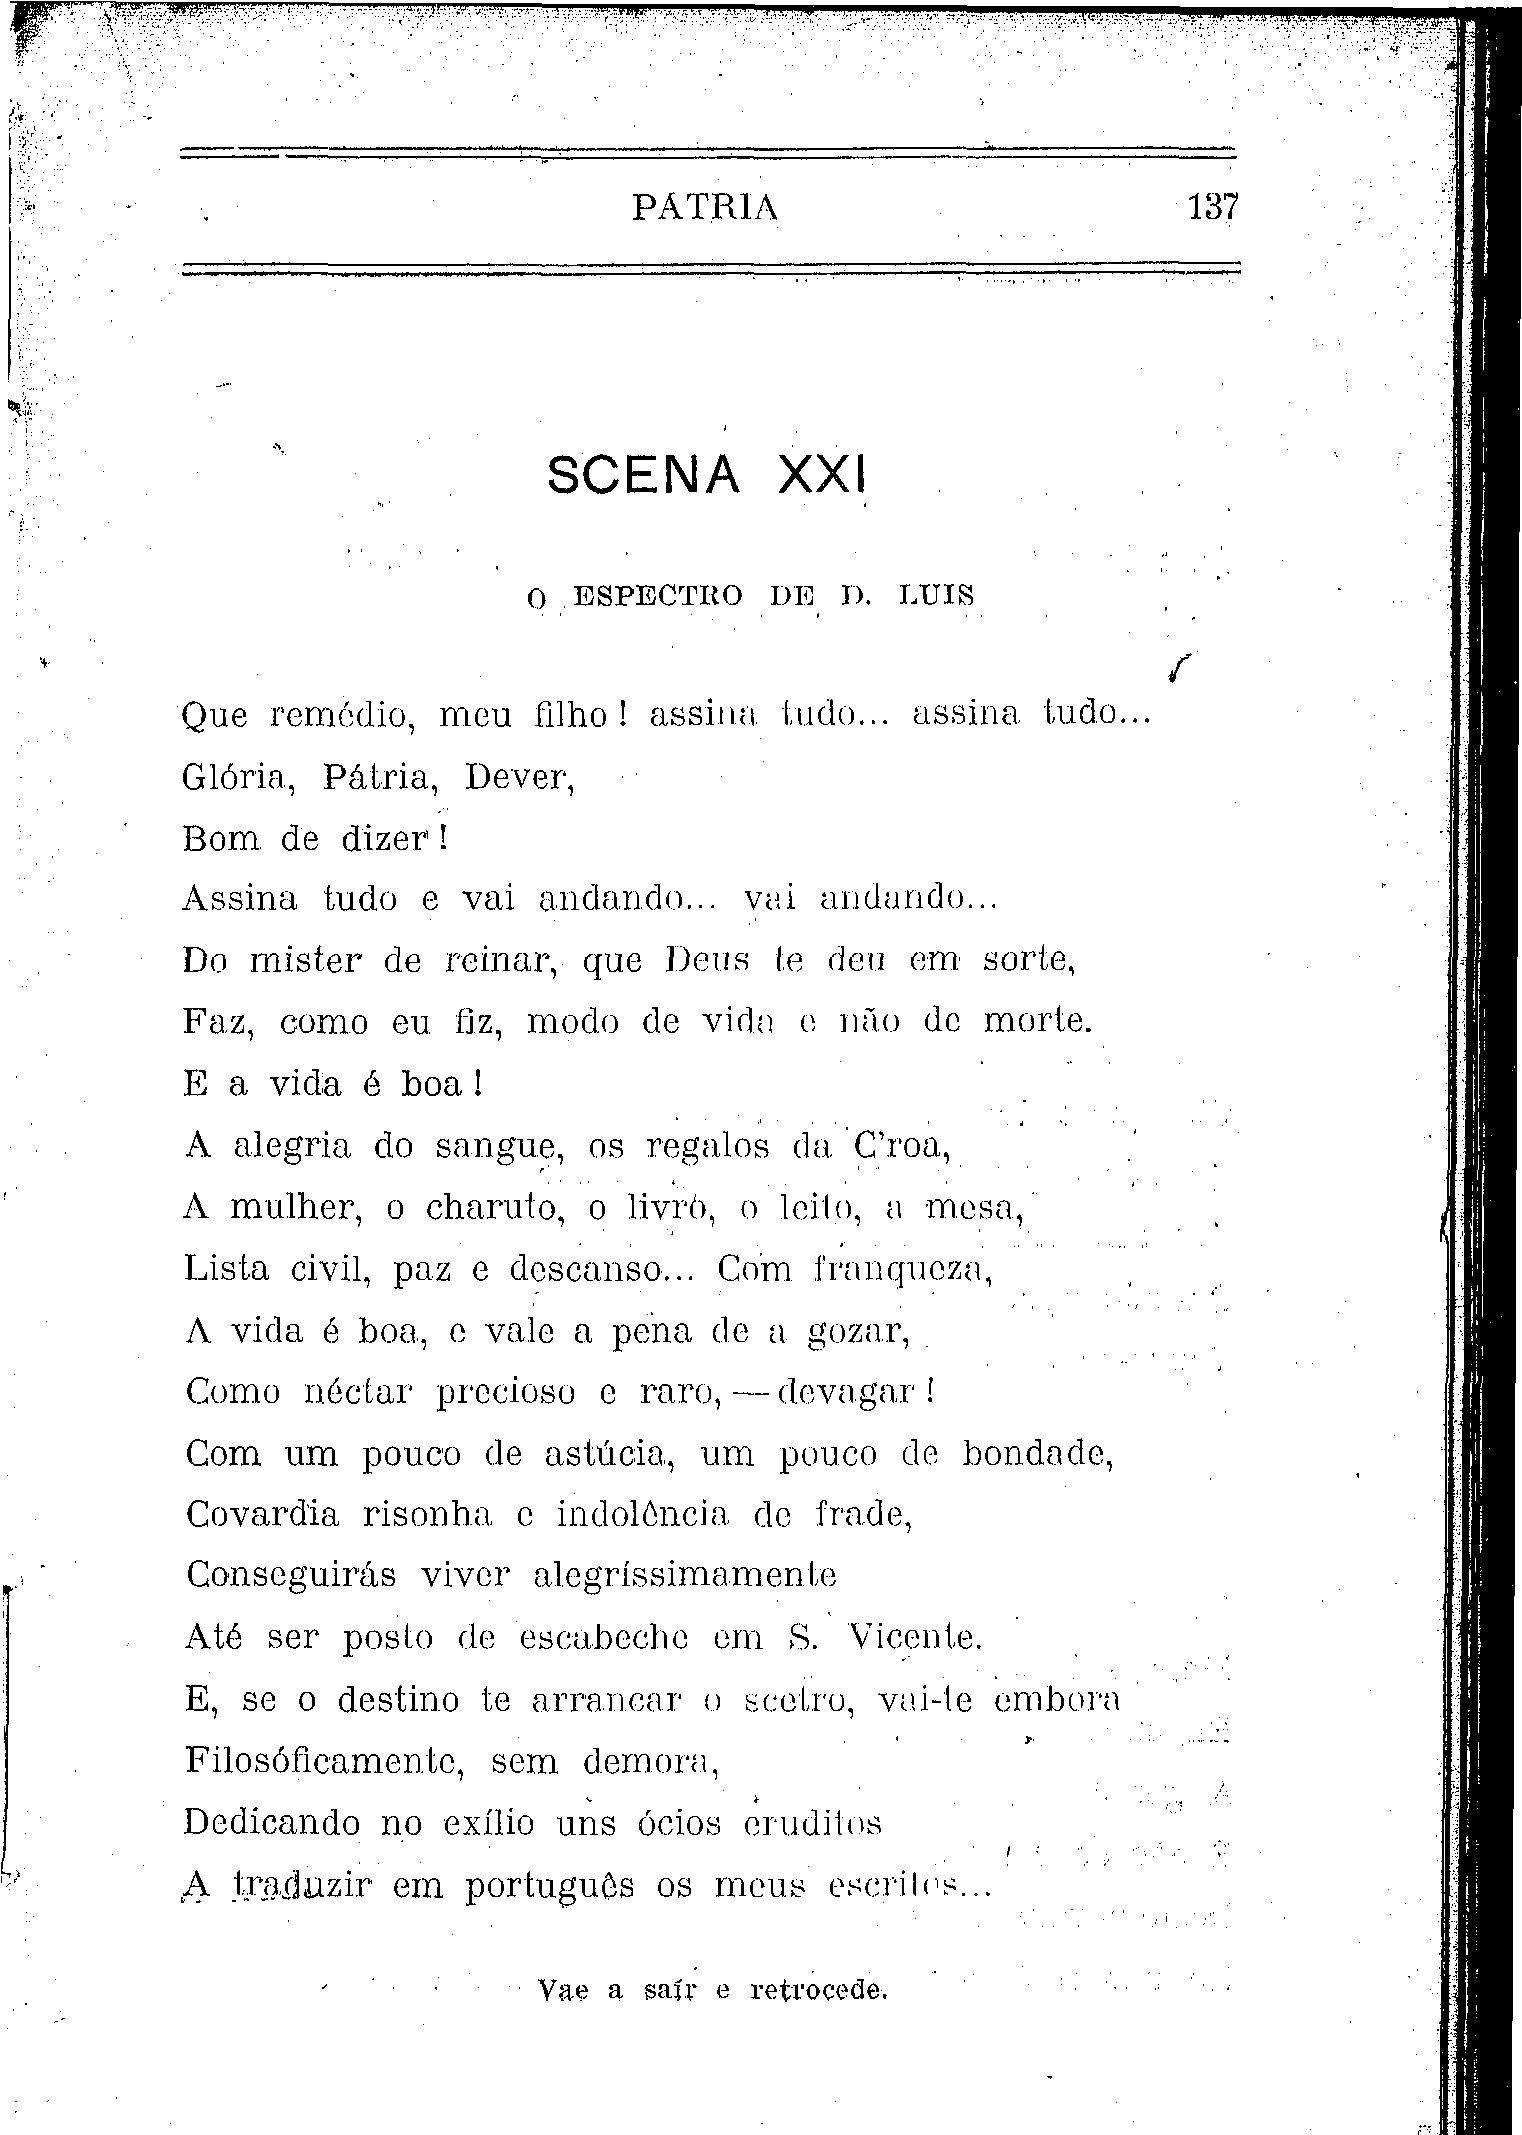 PÁTRIA 137
SCENA XXI
O ESPECTRO DE D. LUIS
Que remédio, meu filho! assina tudo... assina tudo...
Glória, Pátria, Dever,
Bom de dizer!
Assina tudo e vai andando... vai andando...
Do mister de reinar, que Deus te deu em sorte,
Faz, como eu fiz, modo de vida e não de morte.
E a vida é boa!
A alegria do sangue, os regalos da C'roa,
A mulher, o charuto, o livro, o leito, a mesa,
Lista civil, paz e descanso... Com franqueza,
A vida é boa, e vale a pena de a gozar,
Como néctar precioso e raro, — devagar!
Com um pouco de astúcia, um pouco de bondade,
Covardia risonha e indolência de frade,
Conseguirás viver alegríssimamente
Até ser posto de escabeche em S. Vicente.
E, se o destino te arrancar o scetro, vai-te embora
Filosóficamente, sem demora,
Dedicando no exílio uns ócios eruditos
A traduzir em português os meus escritos...
Vae a saír e retrocede.